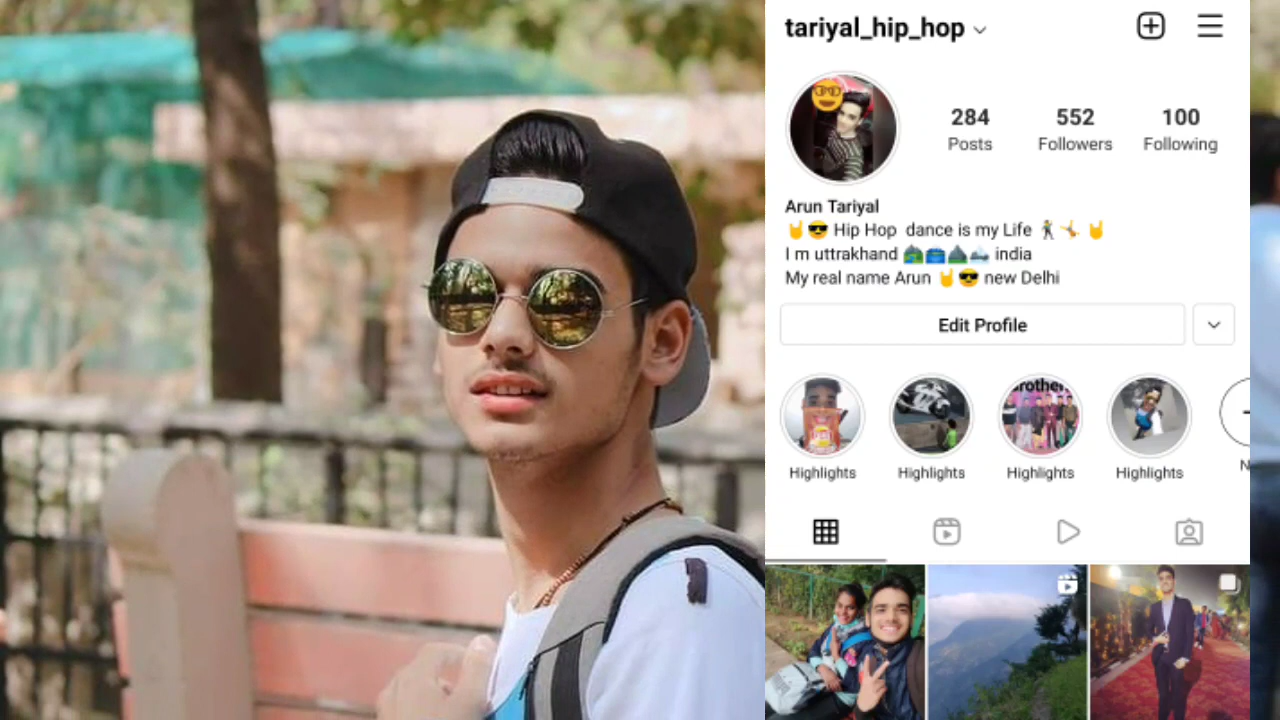 tariyal_hip_hop
284 552 100
Posts Followers Following
Arun Tariyal
🤘😎 Hip Hop dance is my Life 🕺🤸 🤘
I m uttrakhand 🏞️🌊⛰️🏔️ india
My real name Arun 🤘😎 new Delhi
Edit Profile
Highlights Highlights Highlights Highlights